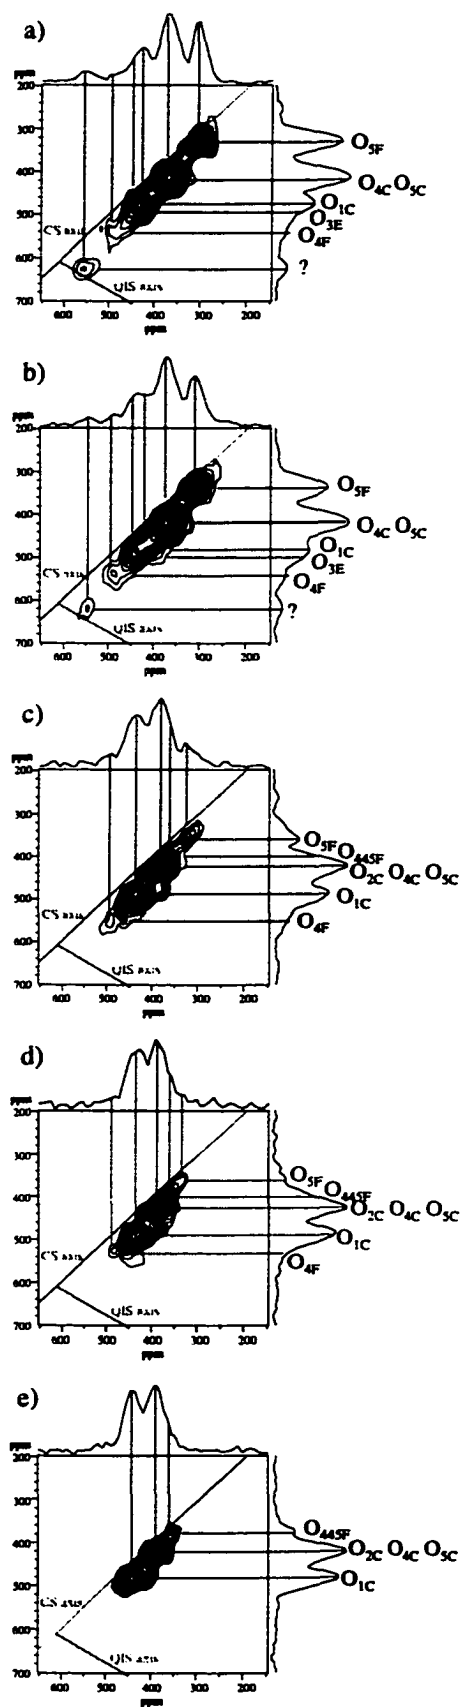 a)
ppm
200
300
400
500
600
700
CS axis
QIS axis
600 400 200
ppm
O5F
O4C O5C
O1C
O3E
O4F
?
b)
ppm
200
300
400
500
600
700
CS axis
QIS axis
600 400 200
ppm
O5F
O4C O5C
O1C
O3E
O4F
?
c)
ppm
200
300
400
500
600
700
CS axis
QIS axis
600 500 400 300 200
ppm
O5F
O445F
O2C O4C O5C
O1C
O4F
d)
ppm
200
300
400
500
600
700
CS axis
QIS axis
600 500 400 300 200
ppm
O5F
O445F
O2C O4C O5C
O1C
O4F
e)
ppm
200
300
400
500
600
700
CS axis
QIS axis
600 500 400 300 200
ppm
O445F
O2C O4C O5C
O1C